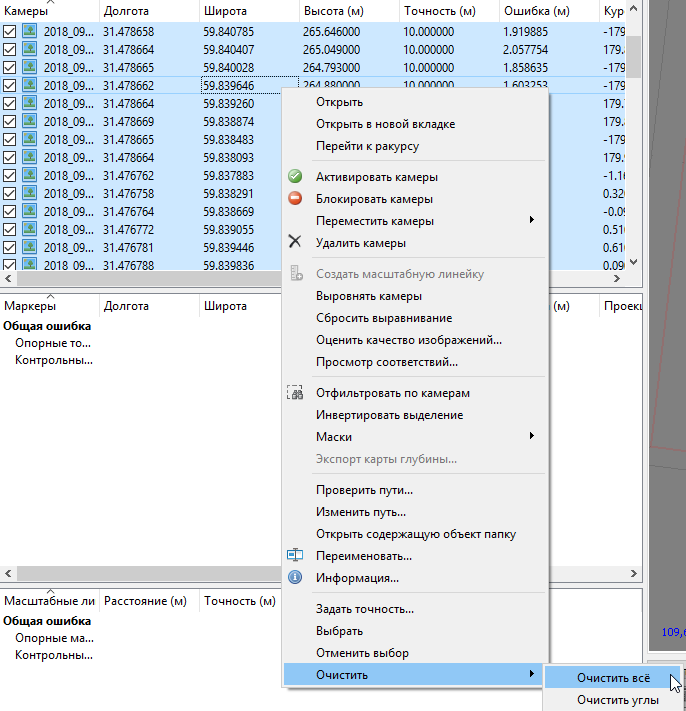 Камеры Долгота Широта Высота (м) Точность (м) Ошибка (м) Кур
2018_09... 31.478658 59.840785 265.646000 10.000000 1.919885 -179
2018_09... 31.478664 59.840407 265.049000 10.000000 2.057754 179.
2018_09... 31.478665 59.840028 264.793000 10.000000 1.858635 -179
2018_09... 31.478662 59.839646 264.880000 10.000000 1.603253 -179
2018_09... 31.478664 59.839260 179.
2018_09... 31.478669 59.838874 179.
2018_09... 31.478665 59.838483 -179
2018_09... 31.478664 59.838093 179.
2018_09... 31.476762 59.837883 -1.16
2018_09... 31.476758 59.838291 0.320
2018_09... 31.476764 59.838669 -0.09
2018_09... 31.476772 59.839055 0.510
2018_09... 31.476781 59.839446 0.610
2018_09... 31.476788 59.839836 0.090
Маркеры Долгота Широта (м) Проекц
Общая ошибка
Опорные то...
Контрольны...
Масштабные ли Расстояние (м) Точность (м)
Общая ошибка
Опорные ма...
Контрольны...
Открыть
Открыть в новой вкладке
Перейти к ракурсу
Активировать камеры
Блокировать камеры
Переместить камеры
Удалить камеры
Создать масштабную линейку
Выровнять камеры
Сбросить выравнивание
Оценить качество изображений...
Просмотр соответствий...
Отфильтровать по камерам
Инвертировать выделение
Маски
Экспорт карты глубины...
Проверить пути...
Изменить путь...
Открыть содержащую объект папку
Переименовать...
Информация...
Задать точность...
Выбрать
Отменить выбор
Очистить
Очистить всё
Очистить углы
109,6